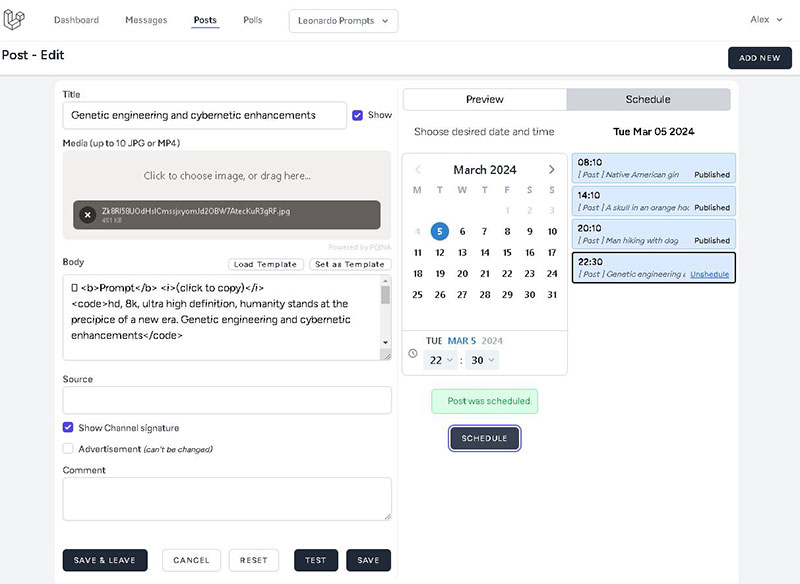 Dashboard Messages Posts Polls Leonardo Prompts Alex
Post - Edit
ADD NEW
Title
Genetic engineering and cybernetic enhancements
Show
Media (up to 10 JPG or MP4)
Click to choose image, or drag here...
451 KB
Powered by PQINA
Body
Load Template
Set as Template
<b>Prompt</b> <i>(click to copy)</i>
<code>hd, 8k, ultra high definition, humanity stands at the
precipice of a new era. Genetic engineering and cybernetic
enhancements</code>
Source
Show Channel signature
Advertisement (can't be changed)
Comment
SAVE & LEAVE CANCEL RESET TEST SAVE
Preview Schedule
Shoose desired date and time
Tue Mar 05 2024
March 2024
M T W T F S S
1 2 3
4 5 6 7 8 9 10
11 12 13 14 15 16 17
18 19 20 21 22 23 24
25 26 27 28 29 30 31
TUE MAR 5 2024
22 : 30
Post was scheduled.
SCHEDULE
08:10
[ Post ] Native American girl Published
14:10
[ Post ] A skull in an orange hoo Published
20:10
[ Post ] Man hiking with dog Published
22:30
[ Post ] Genetic engineering & Unshedule